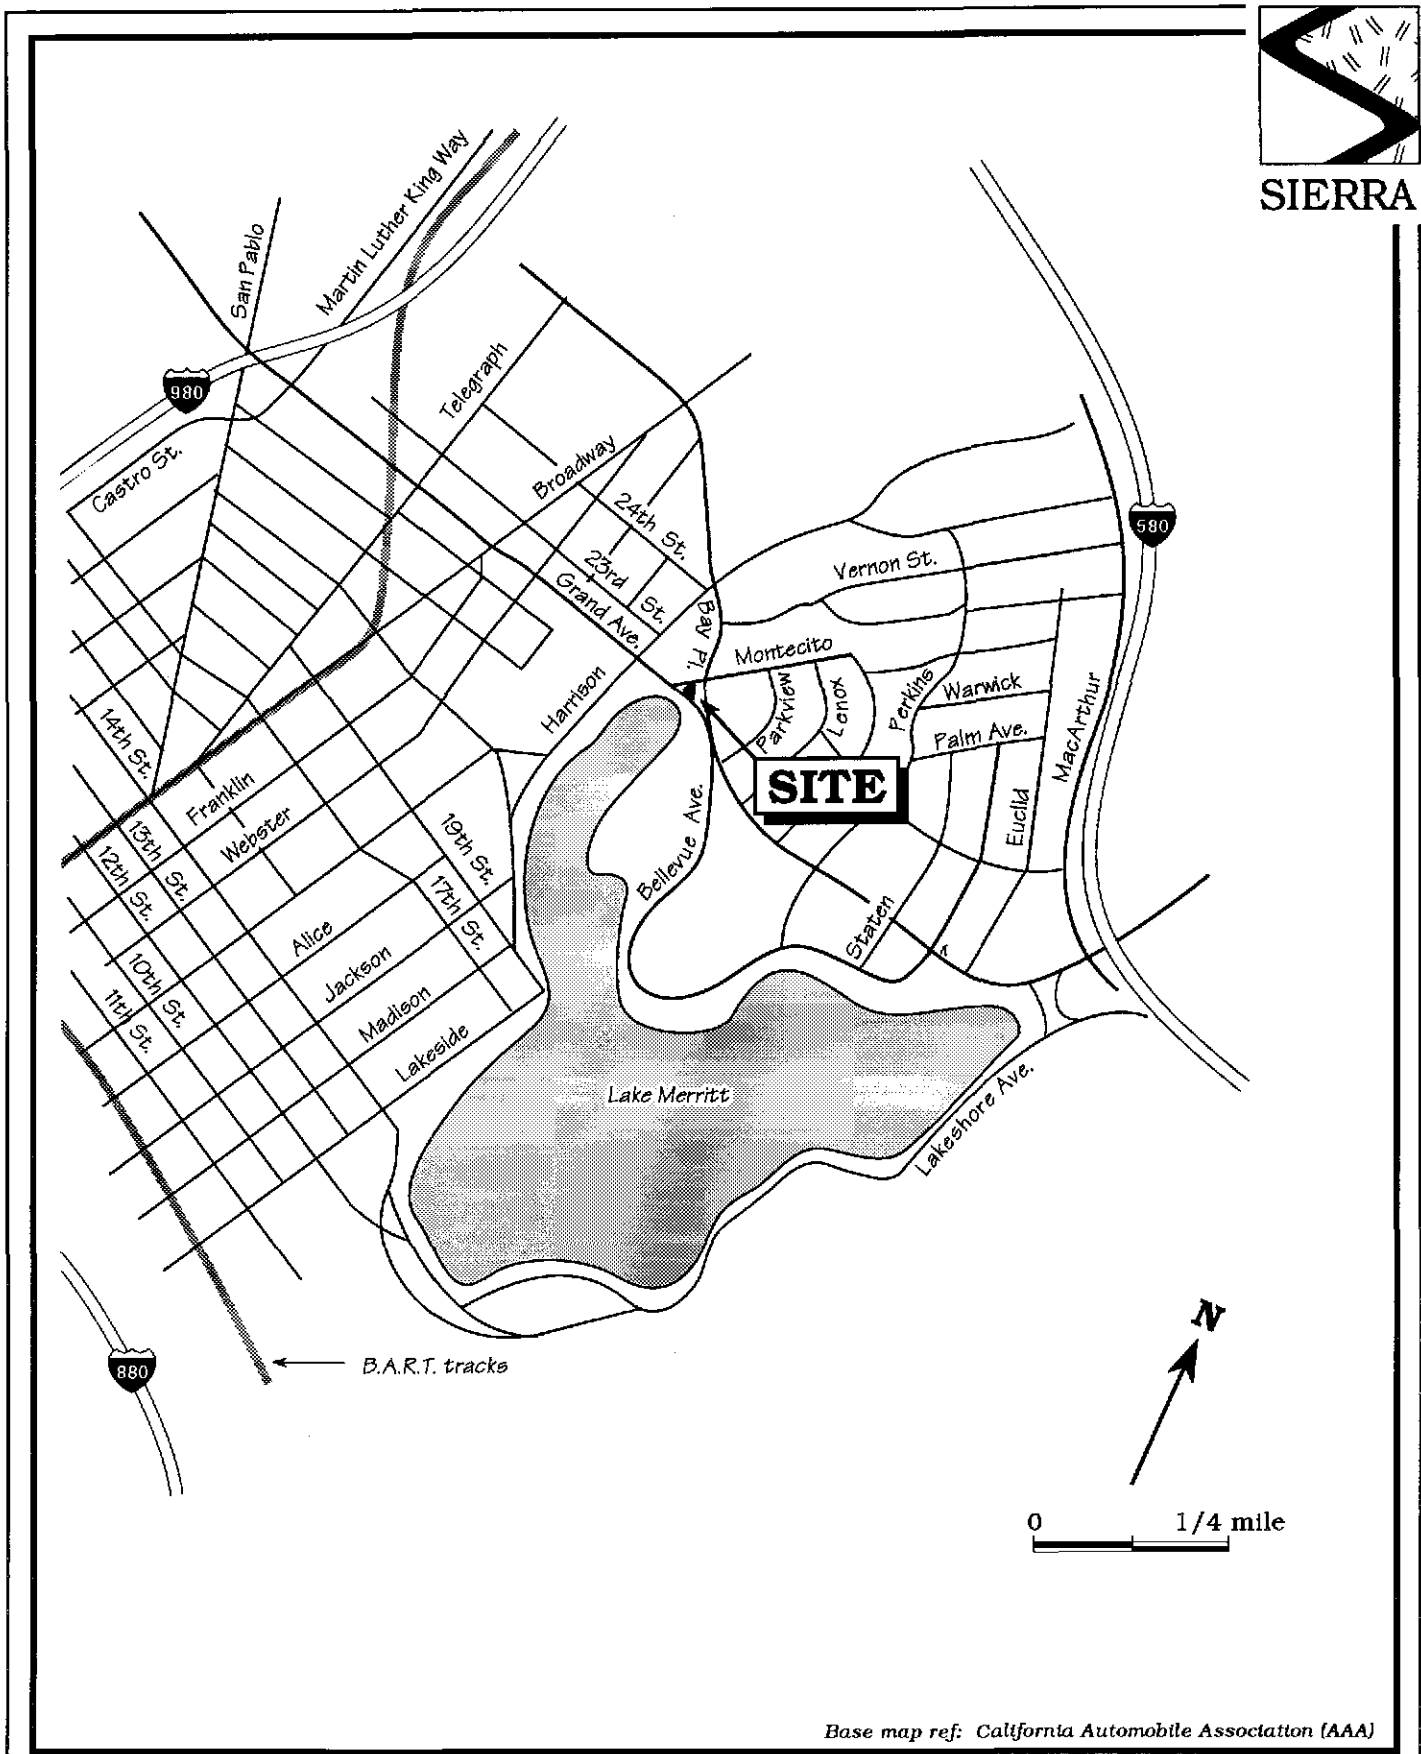 SIERRA
Martin Luther King Way
San Pablo
980
Telegraph
Castro St.
Broadway
24th St.
580
23rd St.
Vernon St.
Grand Ave.
Bay Pl.
Montecito
Harrison
Parkview
Lenox
Perkins
Warwick
MacArthur
14th St.
Palm Ave.
SITE
Franklin
Webster
Bellevue Ave.
Euclid
13th St.
12th St.
19th St.
17th St.
Staten
Alice
Jackson
10th St.
11th St.
Madison
Lakeside
Lake Merritt
Lakeshore Ave.
N
880
B.A.R.T. tracks
0 1/4 mile
Base map ref: California Automobile Association (AAA)